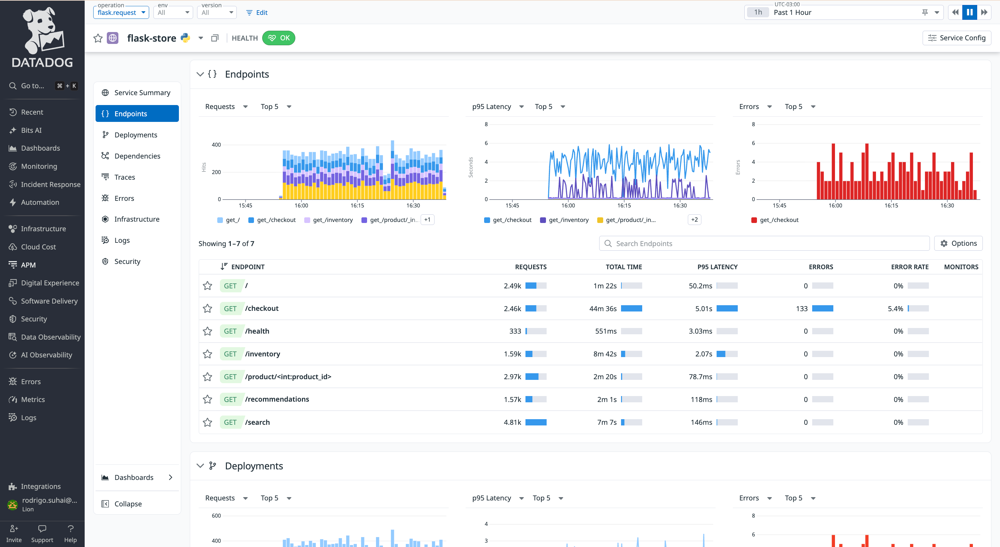 DATADOG
Go to... ⌘ + K
Recent
Bits AI
Dashboards
Monitoring
Incident Response
Automation
Infrastructure
Cloud Cost
APM
Digital Experience
Software Delivery
Security
Data Observability
AI Observability
Errors
Metrics
Logs
Integrations
rodrigo.suhai@...
Lion
Invite Support Help
operation env version
flask.request All All Edit
UTC-03:00
1h Past 1 Hour
flask-store HEALTH OK
Service Config
Service Summary
Endpoints
Deployments
Dependencies
Traces
Errors
Infrastructure
Logs
Security
Dashboards
Collapse
{ } Endpoints
Requests Top 5
400
200
0
Hits
15:45 16:00 16:15 16:30
get_/ get_/checkout get_/inventory get_/product/_in... +1
p95 Latency Top 5
8
6
4
2
0
Seconds
15:45 16:00 16:15 16:30
get_/checkout get_/inventory get_/product/_in... +2
Errors Top 5
8
6
4
2
0
Errors
15:45 16:00 16:15 16:30
get_/checkout
Showing 1–7 of 7
Search Endpoints
Options
ENDPOINT REQUESTS TOTAL TIME P95 LATENCY ERRORS ERROR RATE MONITORS
GET / 2.49k 1m 22s 50.2ms 0 0%
GET /checkout 2.46k 44m 36s 5.01s 133 5.4%
GET /health 333 551ms 3.03ms 0 0%
GET /inventory 1.59k 8m 42s 2.07s 0 0%
GET /product/<int:product_id> 2.97k 2m 20s 78.7ms 0 0%
GET /recommendations 1.57k 2m 1s 118ms 0 0%
GET /search 4.81k 7m 7s 146ms 0 0%
Deployments
Requests Top 5
600
400
p95 Latency Top 5
4
3
Errors Top 5
8
6